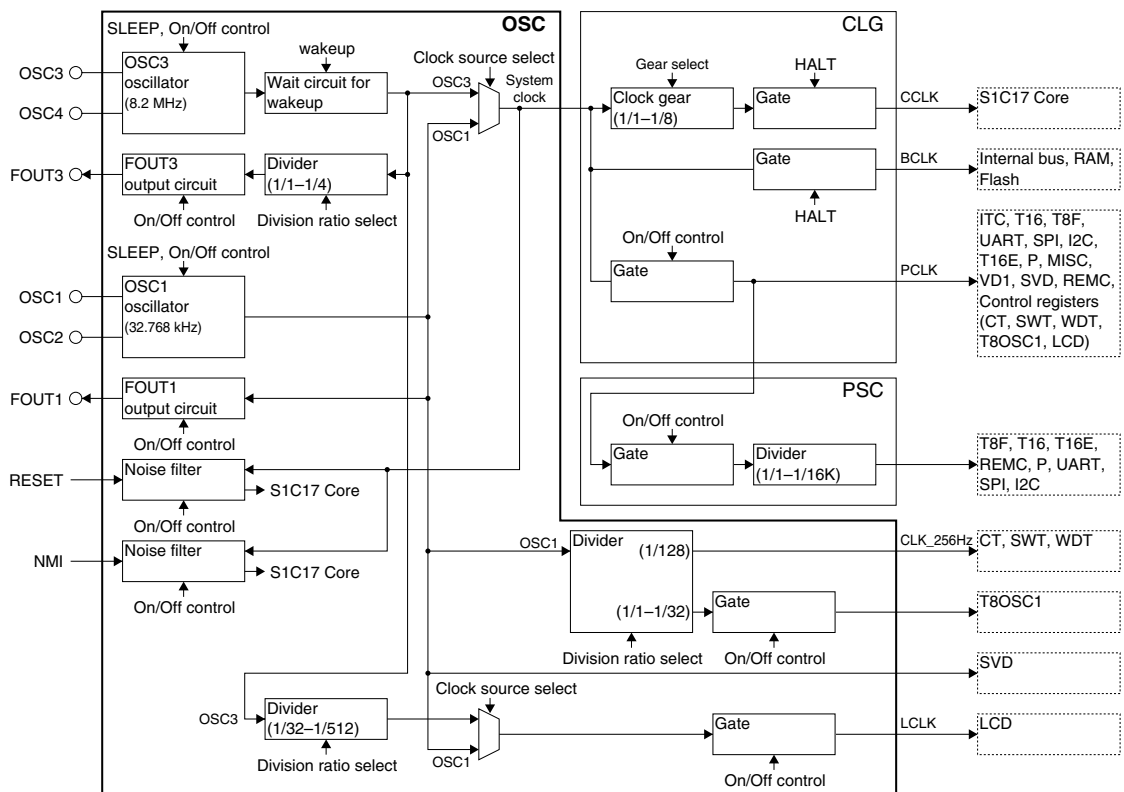 OSC
CLG
SLEEP, On/Off control
OSC3
OSC4
OSC3
oscillator
(8.2 MHz)
wakeup
Wait circuit for
wakeup
Clock source select
OSC3
OSC1
System
clock
Gear select
Clock gear
(1/1–1/8)
HALT
Gate
CCLK
S1C17 Core
FOUT3
FOUT3
output circuit
On/Off control
Divider
(1/1–1/4)
Division ratio select
Gate
HALT
BCLK
Internal bus, RAM,
Flash
SLEEP, On/Off control
OSC1
OSC2
OSC1
oscillator
(32.768 kHz)
On/Off control
Gate
PCLK
ITC, T16, T8F,
UART, SPI, I2C,
T16E, P, MISC,
VD1, SVD, REMC,
Control registers
(CT, SWT, WDT,
T8OSC1, LCD)
FOUT1
FOUT1
output circuit
On/Off control
PSC
On/Off control
Gate
Divider
(1/1–1/16K)
T8F, T16, T16E,
REMC, P, UART,
SPI, I2C
RESET
Noise filter
S1C17 Core
On/Off control
NMI
Noise filter
S1C17 Core
On/Off control
OSC1
Divider
(1/128)
(1/1–1/32)
Division ratio select
CLK_256Hz
CT, SWT, WDT
Gate
On/Off control
T8OSC1
SVD
OSC3
Divider
(1/32–1/512)
Division ratio select
Clock source select
OSC1
Gate
On/Off control
LCLK
LCD